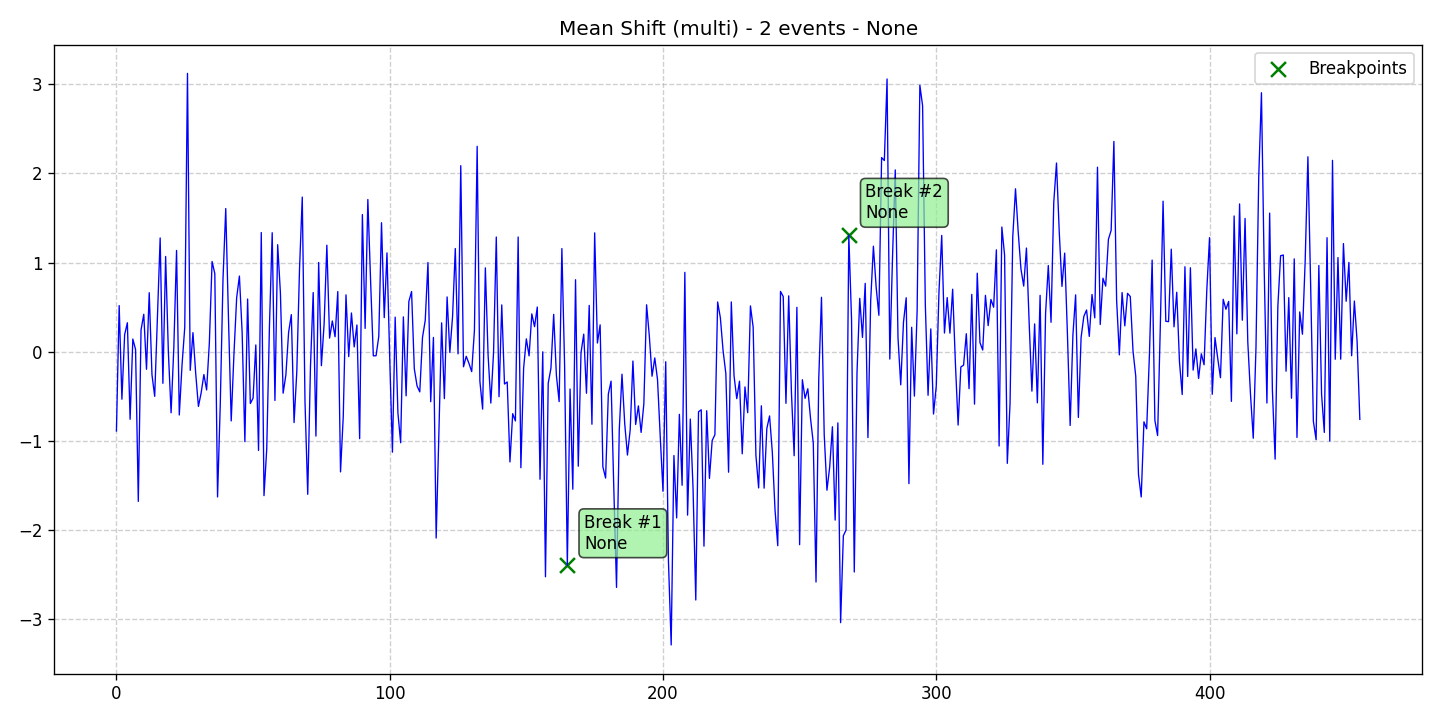 Mean Shift (multi) - 2 events - None
Breakpoints
3
2
1
0
−1
−2
−3
Break #2
None
Break #1
None
0
100
200
300
400